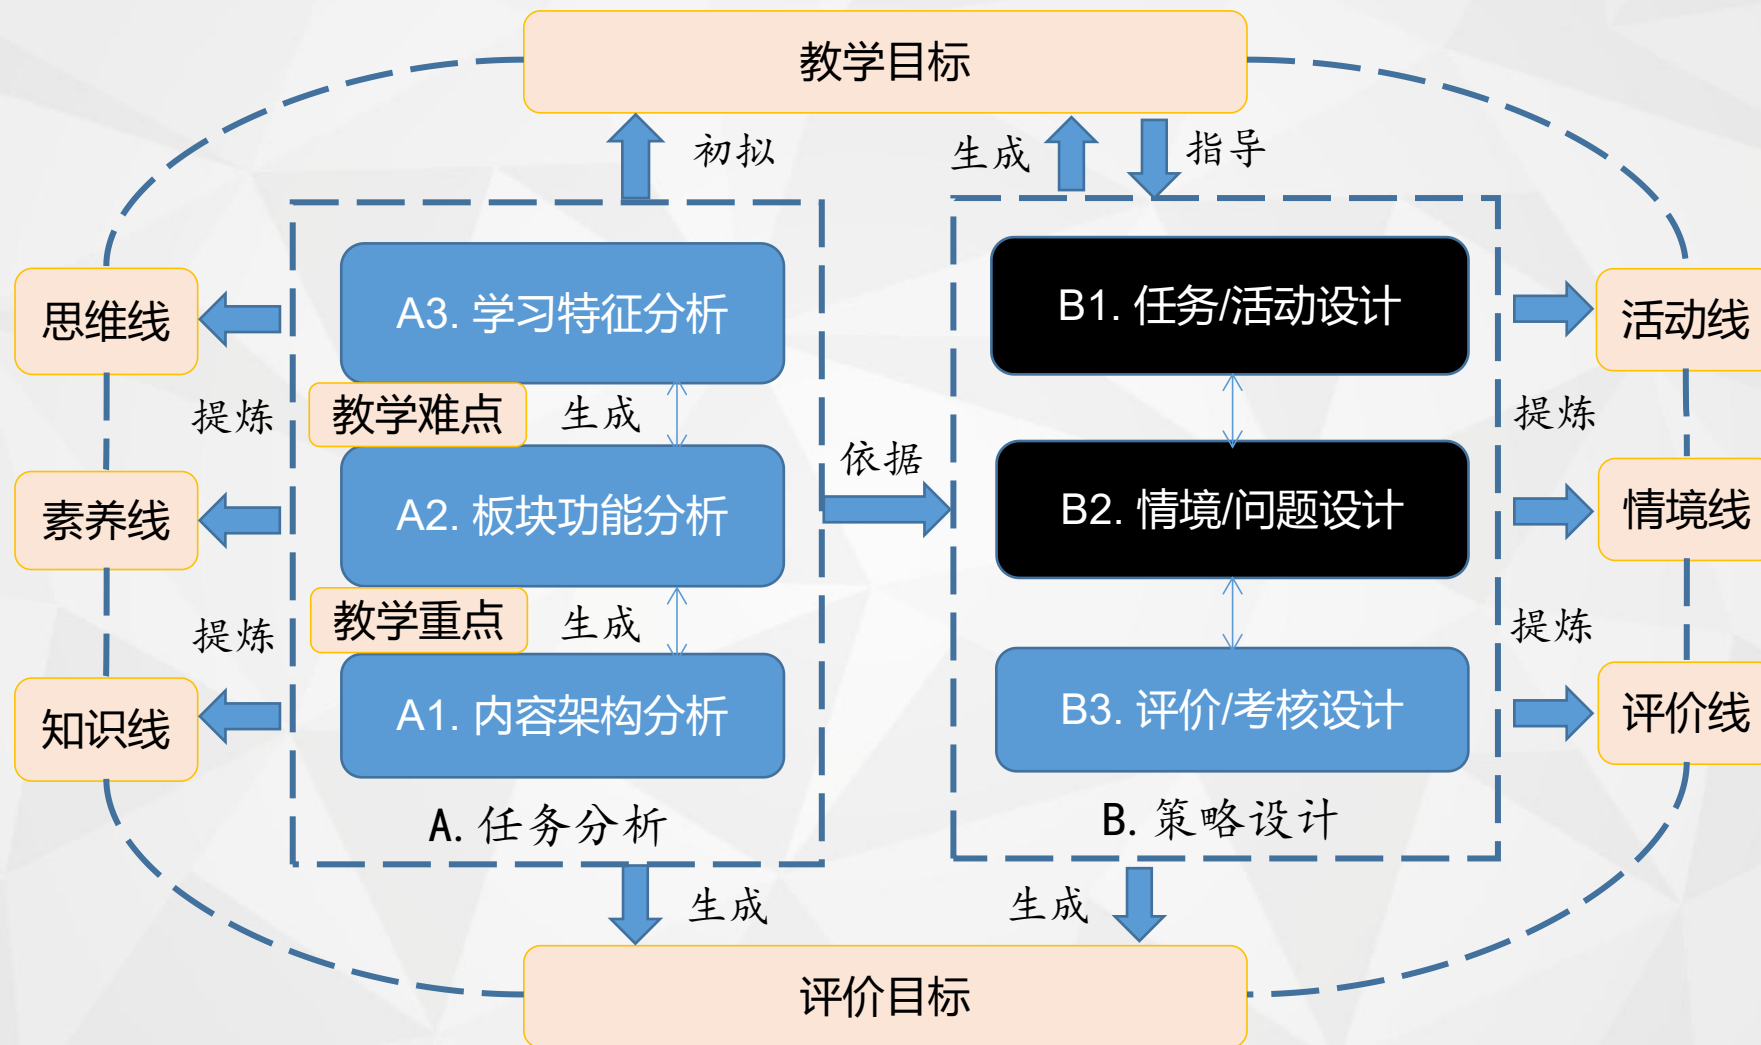 教学目标
初拟
生成
指导
A3. 学习特征分析
B1. 任务/活动设计
思维线
活动线
提炼
教学难点
生成
提炼
依据
素养线
A2. 板块功能分析
B2. 情境/问题设计
情境线
提炼
教学重点
生成
提炼
知识线
A1. 内容架构分析
B3. 评价/考核设计
评价线
A. 任务分析
B. 策略设计
生成
生成
评价目标